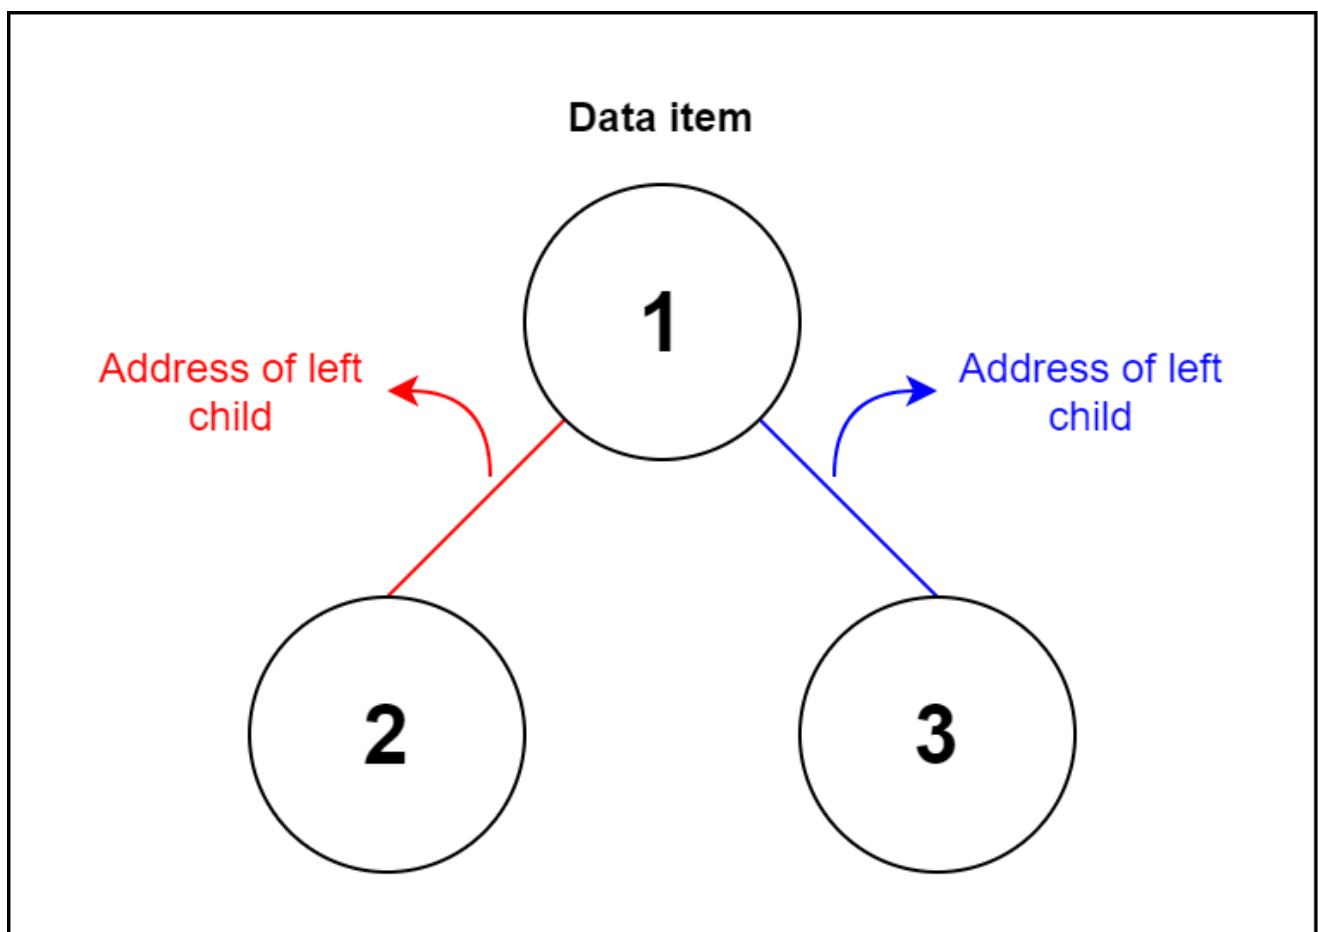 Data item
1
Address of left
child
Address of left
child
2
3